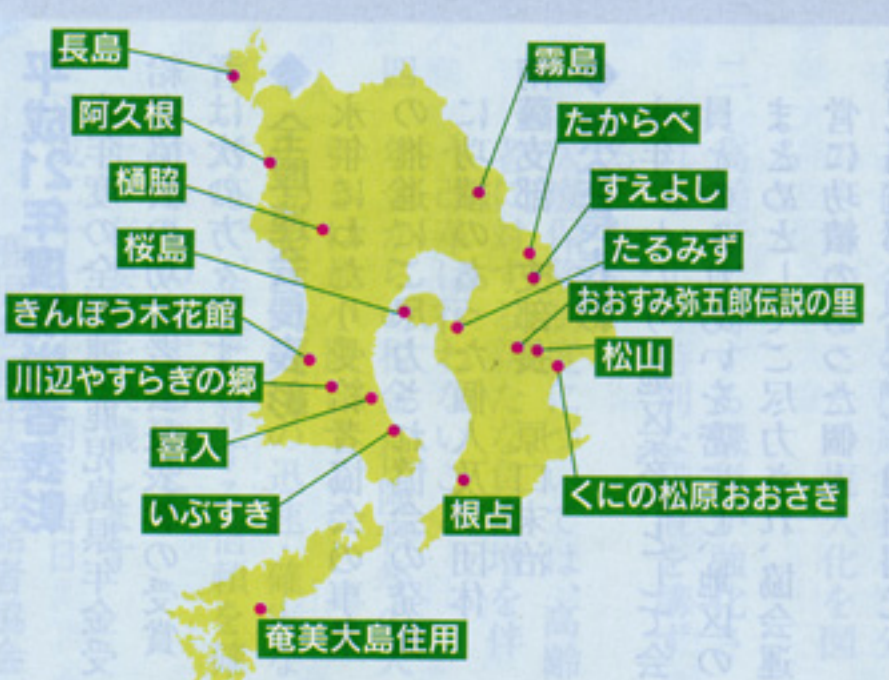 長島
霧島
阿久根
たからべ
樋脇
すえよし
桜島
たるみず
おおすみ弥五郎伝説の里
きんぽう木花館
松山
川辺やすらぎの郷
喜入
くにの松原おおさき
いぶすき
根占
奄美大島住用